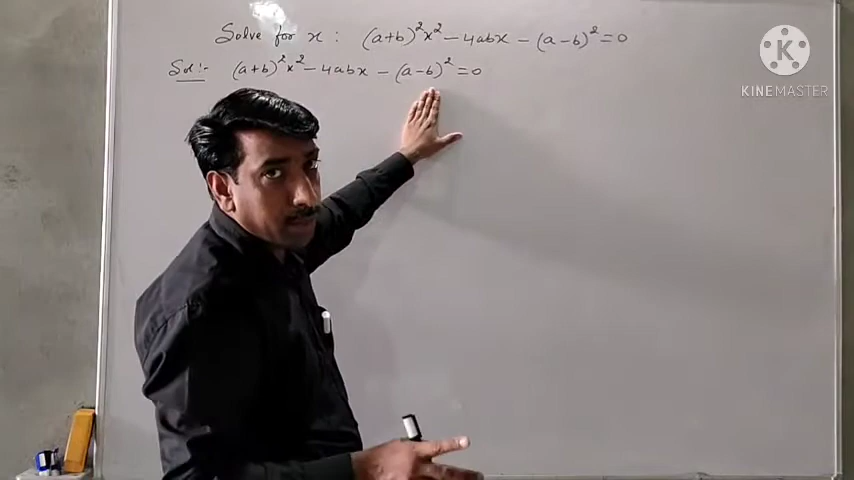 Solve for x : (a+b)²x² - 4abx - (a-b)² = 0
Sol:- (a+b)²x² - 4abx - (a-b)² = 0
K
KINEMASTER